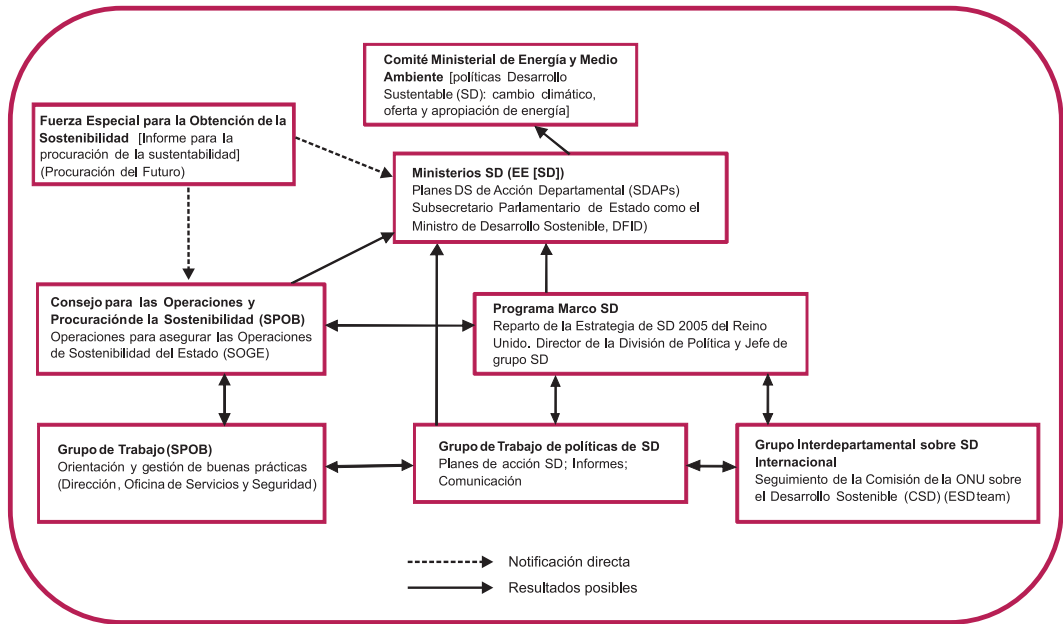 Comité Ministerial de Energía y Medio
Ambiente [políticas Desarrollo
Sustentable (SD): cambio climático,
oferta y apropiación de energía]
Fuerza Especial para la Obtención de la
Sostenibilidad [Informe para la
procuración de la sustentabilidad]
(Procuración del Futuro)
Ministerios SD (EE [SD])
Planes DS de Acción Departamental (SDAPs)
Subsecretario Parlamentario de Estado como el
Ministro de Desarrollo Sostenible, DFID)
Consejo para las Operaciones y
Procuración de la Sostenibilidad (SPOB)
Operaciones para asegurar las Operaciones
de Sostenibilidad del Estado (SOGE)
Programa Marco SD
Reparto de la Estrategia de SD 2005 del Reino
Unido. Director de la División de Política y Jefe de
grupo SD
Grupo de Trabajo (SPOB)
Orientación y gestión de buenas prácticas
(Dirección, Oficina de Servicios y Seguridad)
Grupo de Trabajo de políticas de SD
Planes de acción SD; Informes;
Comunicación
Grupo Interdepartamental sobre SD
Internacional
Seguimiento de la Comisión de la ONU sobre
el Desarrollo Sostenible (CSD) (ESD team)
Notificación directa
Resultados posibles